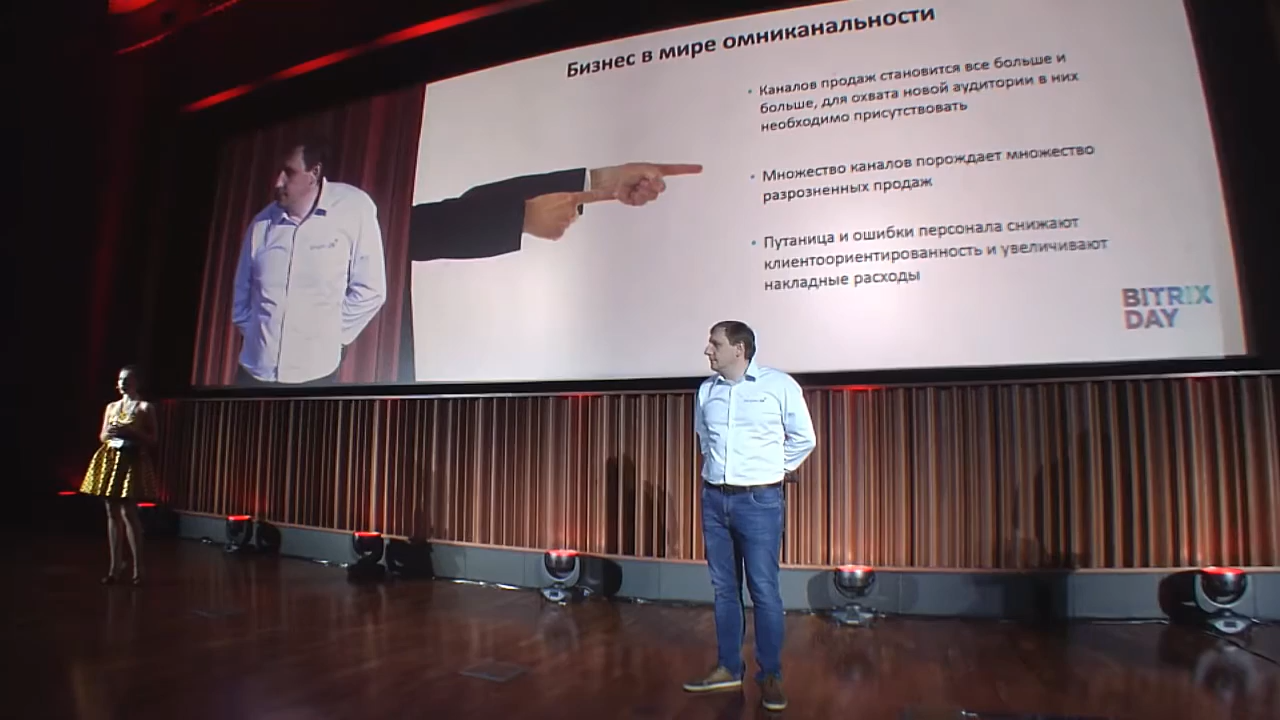 Бизнес в мире омниканальности
• Каналов продаж становится все больше и
больше, для охвата новой аудитории в них
необходимо присутствовать
• Множество каналов порождает множество
разрозненных продаж
• Путаница и ошибки персонала снижают
клиентоориентированность и увеличивают
накладные расходы
BITRIX
DAY